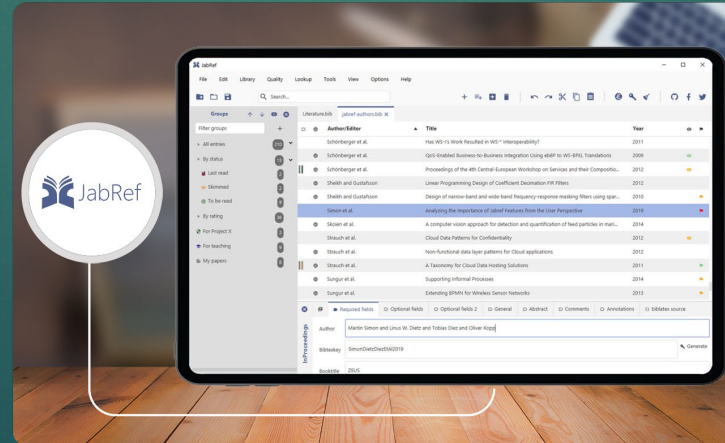 JabRef
JabRef
File Edit Library Quality Lookup Tools View Options Help
Search...
Groups
Filter groups
All entries 210
By status 13
Last read 2
Skimmed 2
To be read 9
By rating
For Project X
For teaching
My papers
Literature.bib jabref-authors.bib
Author/Editor Title Year
Schönberger et al. Has WS-I's Work Resulted in WS-* Interoperability? 2011
Schönberger et al. QoS-Enabled Business-to-Business Integration Using ebBP to WS-BPEL Translations 2009
Schönberger et al. Proceedings of the 4th Central-European Workshop on Services and their Compositio... 2012
Sheikh and Gustafsson Linear Programming Design of Coefficient Decimation FIR Filters 2012
Sheikh and Gustafsson Design of narrow-band and wide-band frequency-response masking filters using spar... 2010
Simon et al. Analyzing the Importance of JabRef Features from the User Perspective 2019
Skoien et al. A computer vision approach for detection and quantification of feed particles in mari... 2014
Strauch et al. Cloud Data Patterns for Confidentiality 2012
Strauch et al. Non-functional data layer patterns for Cloud applications 2012
Strauch et al. A Taxonomy for Cloud Data Hosting Solutions 2011
Sungur et al. Supporting Informal Processes 2014
Sungur et al. Extending BPMN for Wireless Sensor Networks 2013
Required fields Optional fields Optional fields 2 General Abstract Comments Annotations biblatex source
InProceedings
Author Martin Simon and Linus W. Dietz and Tobias Diez and Oliver Kopp
Bibtexkey SimonDietzDiezEtAl2019 Generate
Booktitle ZEUS